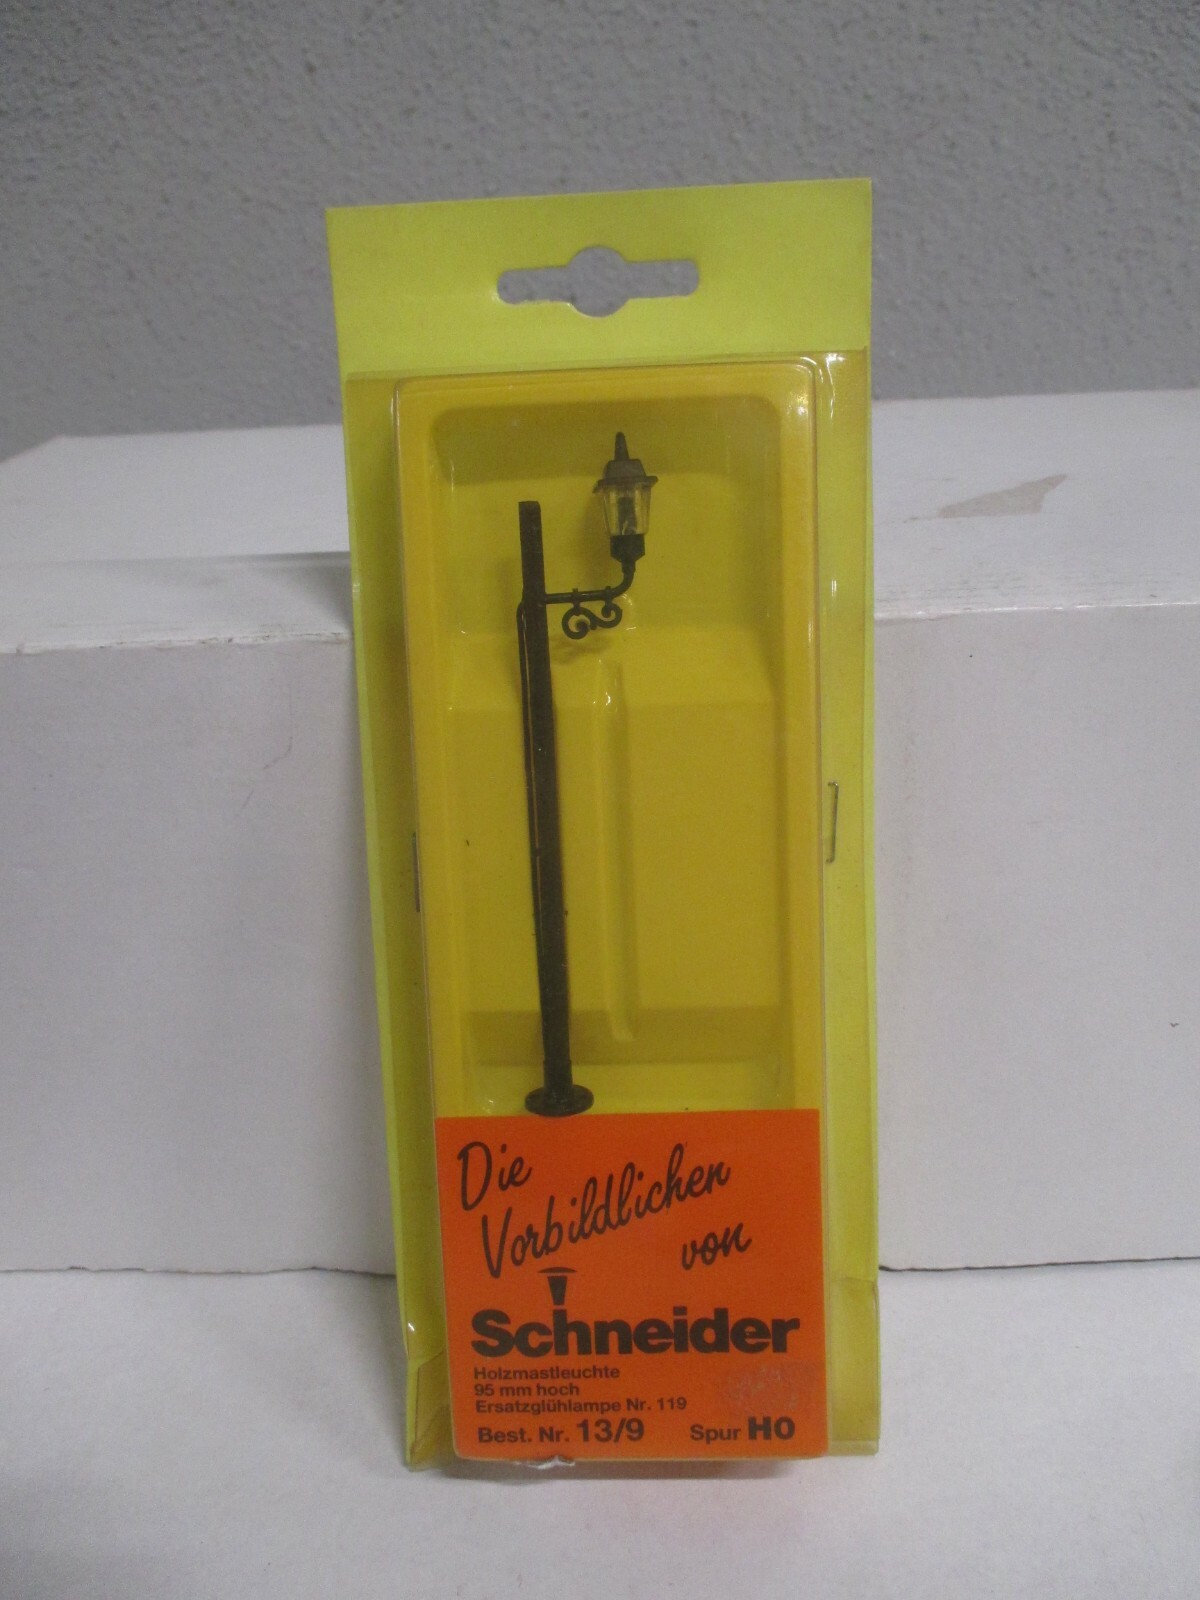 Die
Vorbildlichen
von
Schneider
Holzmastleuchte
95 mm hoch
Ersatzglühlampe Nr. 119
Best. Nr. 13/9 Spur H0